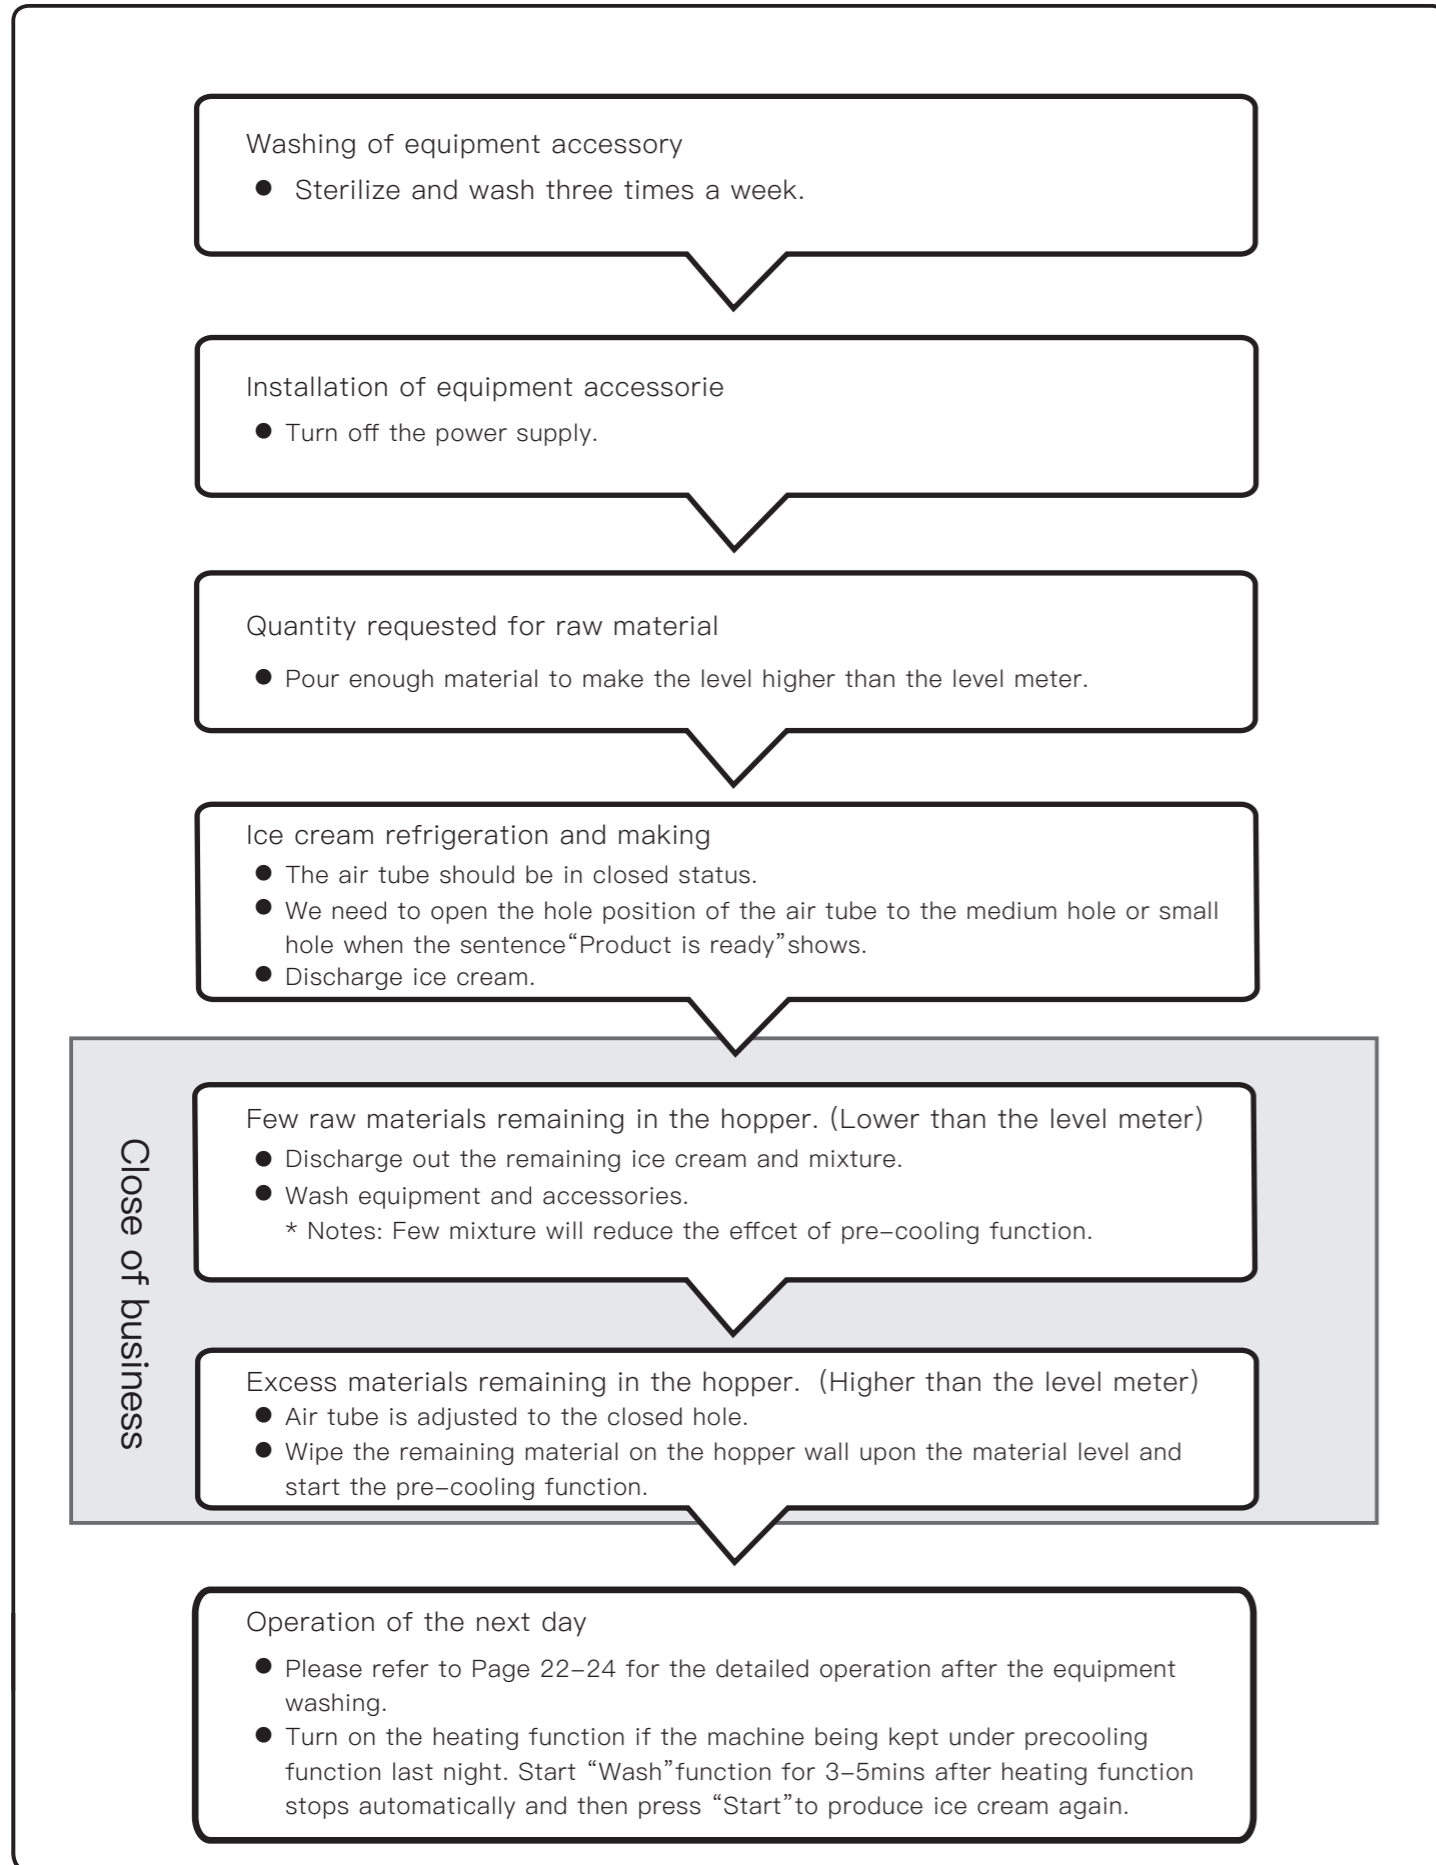 Washing of equipment accessory
● Sterilize and wash three times a week.
Installation of equipment accessorie
● Turn off the power supply.
Quantity requested for raw material
● Pour enough material to make the level higher than the level meter.
Ice cream refrigeration and making
● The air tube should be in closed status.
● We need to open the hole position of the air tube to the medium hole or small
hole when the sentence“Product is ready”shows.
● Discharge ice cream.
Close of business
Few raw materials remaining in the hopper. (Lower than the level meter)
● Discharge out the remaining ice cream and mixture.
● Wash equipment and accessories.
* Notes: Few mixture will reduce the effcet of pre-cooling function.
Excess materials remaining in the hopper. (Higher than the level meter)
● Air tube is adjusted to the closed hole.
● Wipe the remaining material on the hopper wall upon the material level and
start the pre-cooling function.
Operation of the next day
● Please refer to Page 22-24 for the detailed operation after the equipment
washing.
● Turn on the heating function if the machine being kept under precooling
function last night. Start “Wash”function for 3-5mins after heating function
stops automatically and then press “Start”to produce ice cream again.